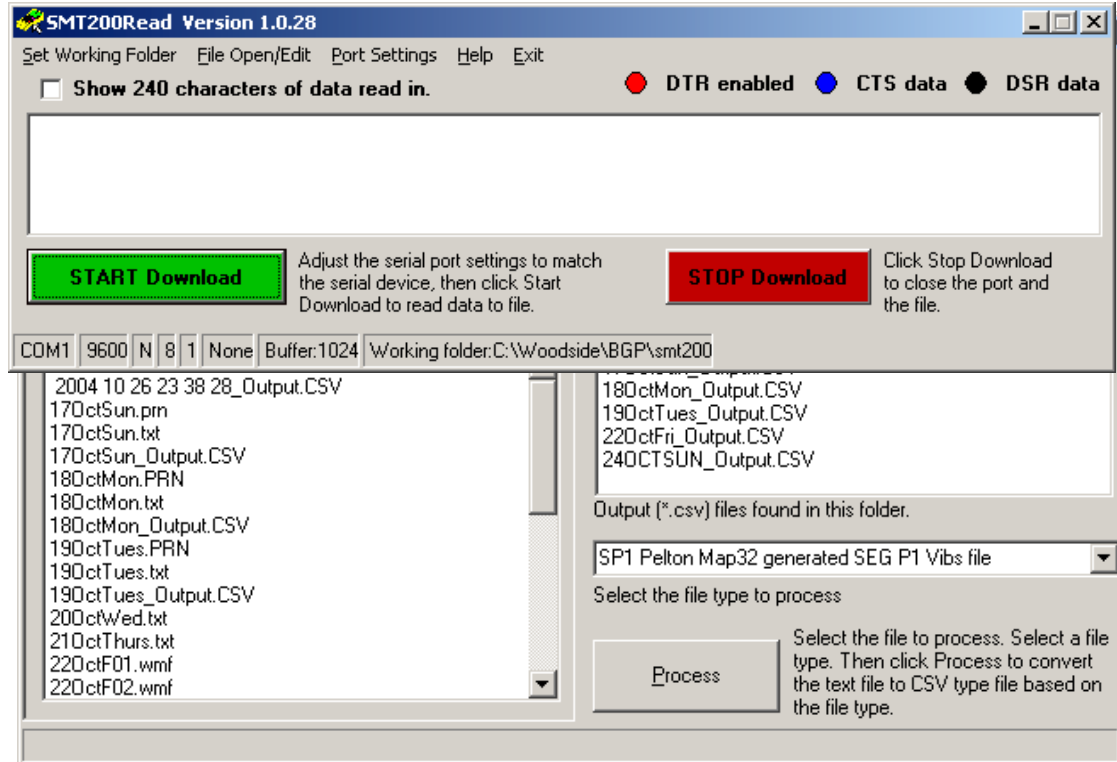 SMT200Read Version 1.0.28
Set Working Folder File Open/Edit Port Settings Help Exit
Show 240 characters of data read in.
DTR enabled CTS data DSR data
START Download
Adjust the serial port settings to match
the serial device, then click Start
Download to read data to file.
STOP Download
Click Stop Download
to close the port and
the file.
COM1 9600 N 8 1 None Buffer:1024 Working folder:C:\Woodside\BGP\smt200
2004 10 26 23 38 28_Output.CSV
17OctSun.prn
17OctSun.txt
17OctSun_Output.CSV
18OctMon.PRN
18OctMon.txt
18OctMon_Output.CSV
19OctTues.PRN
19OctTues.txt
19OctTues_Output.CSV
20OctWed.txt
21OctThurs.txt
22OctF01.wmf
22OctF02.wmf
18OctMon_Output.CSV
19OctTues_Output.CSV
22OctFri_Output.CSV
24OCTSUN_Output.CSV
Output (*.csv) files found in this folder.
SP1 Pelton Map32 generated SEG P1 Vibs file
Select the file type to process
Process
Select the file to process. Select a file
type. Then click Process to convert
the text file to CSV type file based on
the file type.